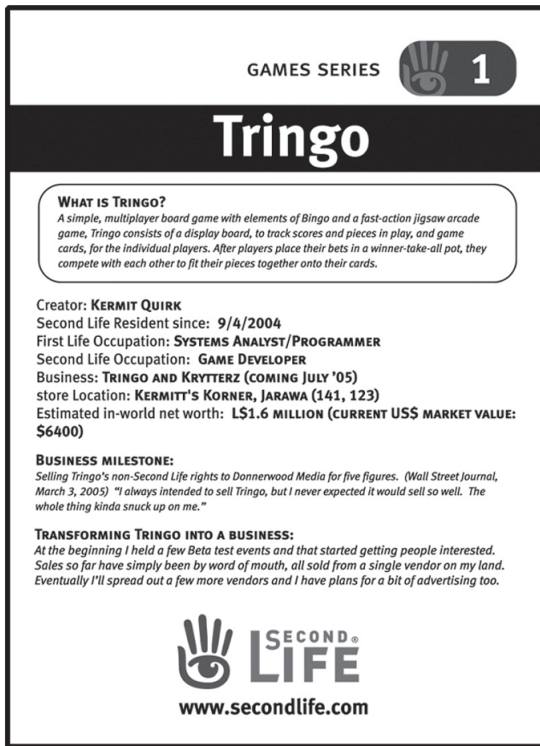 GAMES SERIES 1
Tringo
WHAT IS TRINGO?
A simple, multiplayer board game with elements of Bingo and a fast-action jigsaw arcade
game, Tringo consists of a display board, to track scores and pieces in play, and game
cards, for the individual players. After players place their bets in a winner-take-all pot, they
compete with each other to fit their pieces together onto their cards.
Creator: KERMIT QUIRK
Second Life Resident since: 9/4/2004
First Life Occupation: SYSTEMS ANALYST/PROGRAMMER
Second Life Occupation: GAME DEVELOPER
Business: TRINGO AND KRYTTERZ (COMING JULY '05)
store Location: KERMITT'S KORNER, JARAWA (141, 123)
Estimated in-world net worth: L$1.6 MILLION (CURRENT US$ MARKET VALUE:
$6400)
BUSINESS MILESTONE:
Selling Tringo's non-Second Life rights to Donnerwood Media for five figures. (Wall Street Journal,
March 3, 2005) “I always intended to sell Tringo, but I never expected it would sell so well. The
whole thing kinda snuck up on me.”
TRANSFORMING TRINGO INTO A BUSINESS:
At the beginning I held a few Beta test events and that started getting people interested.
Sales so far have simply been by word of mouth, all sold from a single vendor on my land.
Eventually I'll spread out a few more vendors and I have plans for a bit of advertising too.
SECOND®
LIFE
www.secondlife.com